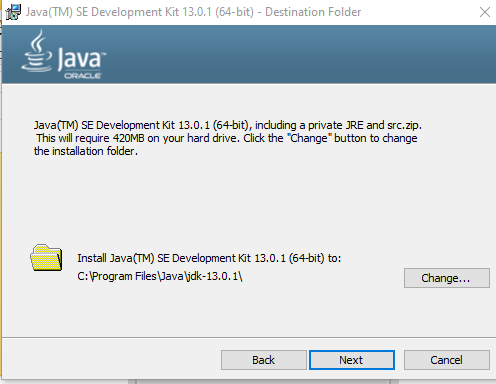 Java(TM) SE Development Kit 13.0.1 (64-bit) - Destination Folder
Java™
ORACLE
Java(TM) SE Development Kit 13.0.1 (64-bit), including a private JRE and src.zip.
This will require 420MB on your hard drive. Click the "Change" button to change
the installation folder.
Install Java(TM) SE Development Kit 13.0.1 (64-bit) to:
C:\Program Files\Java\jdk-13.0.1\
Change...
Back
Next
Cancel